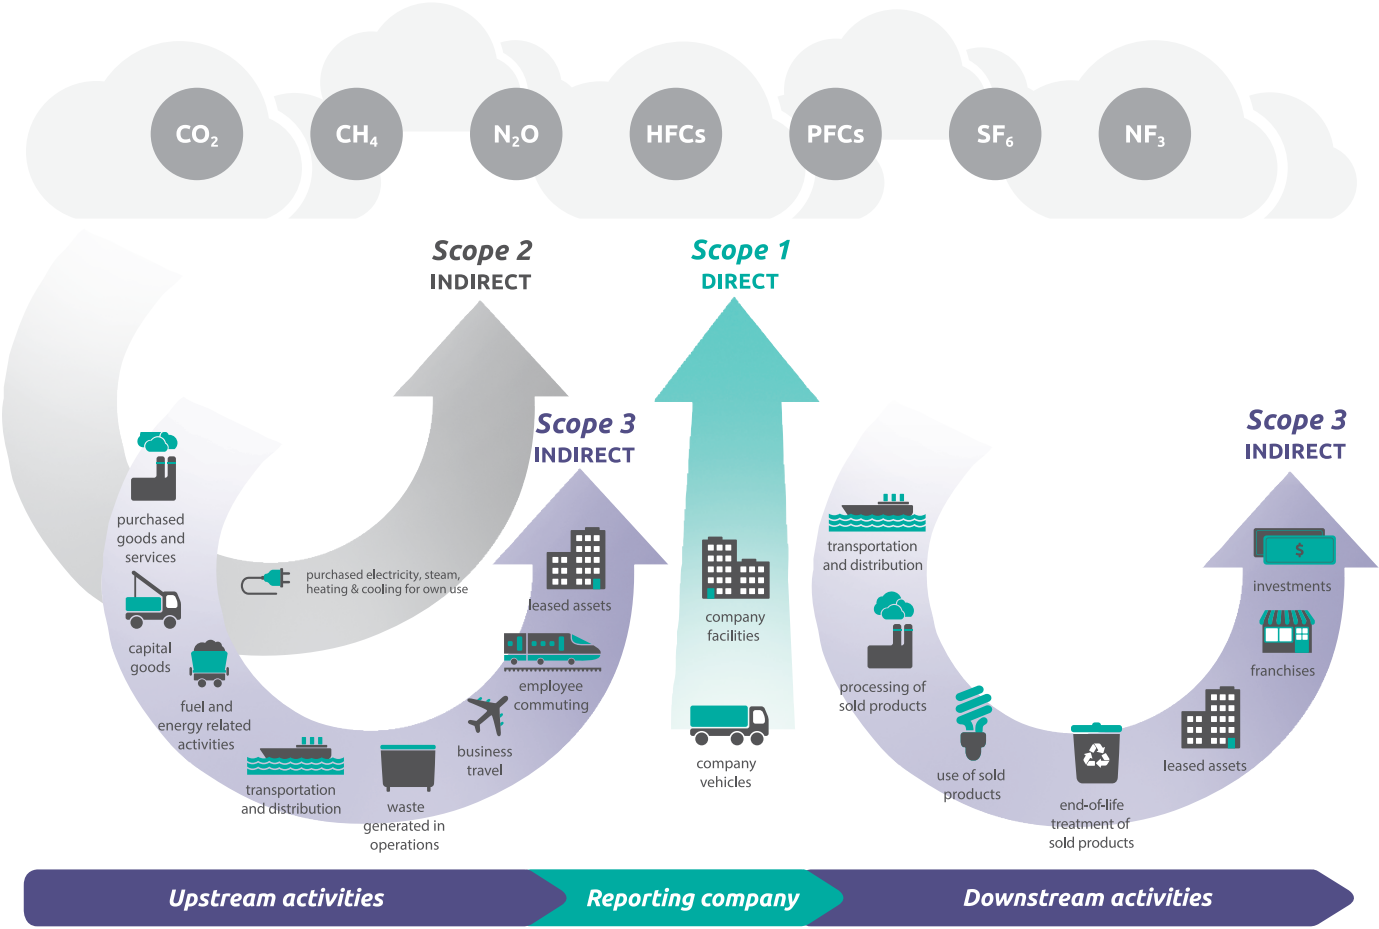 CO₂
CH₄
N₂O
HFCs
PFCs
SF₆
NF₃
Scope 2
INDIRECT
Scope 1
DIRECT
Scope 3
INDIRECT
Scope 3
INDIRECT
purchased
goods and
services
capital
goods
fuel and
energy related
activities
transportation
and distribution
waste
generated in
operations
business
travel
employee
commuting
leased assets
purchased electricity, steam,
heating & cooling for own use
company
facilities
company
vehicles
transportation
and distribution
processing of
sold products
use of sold
products
end-of-life
treatment of
sold products
leased assets
franchises
investments
$
Upstream activities
Reporting company
Downstream activities